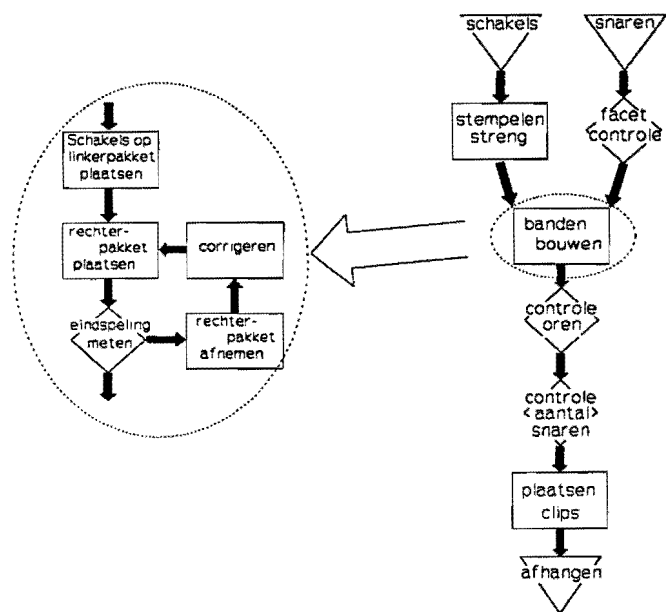 schakels
snaren
stempelen
streng
facet
controle
banden
bouwen
controle
oren
controle
aantal
snaren
plaatsen
clips
afhangen
Schakels op
linkerpakket
plaatsen
rechter-
pakket
plaatsen
corrigeren
eindspeling
meten
rechter-
pakket
afnemen